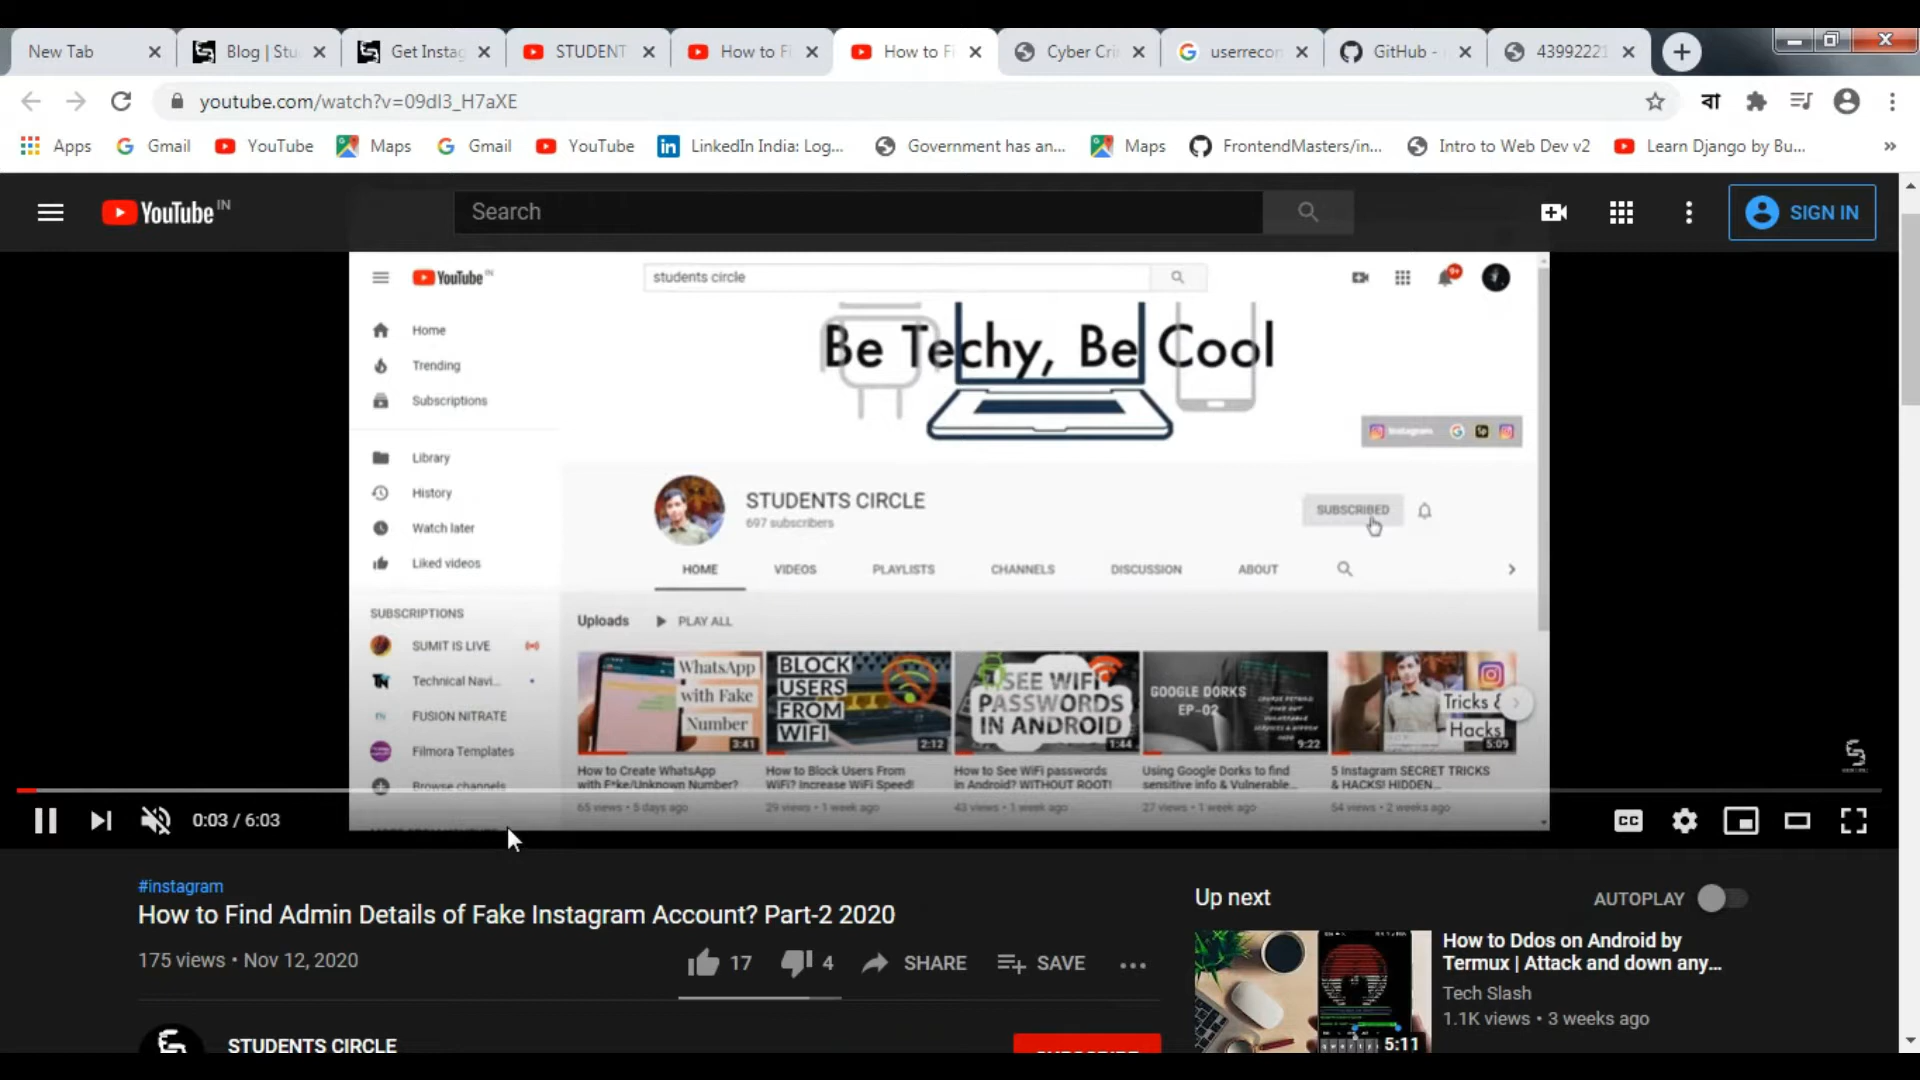 New Tab
Blog | Stu
Get Instag
STUDENT
How to Fi
How to Fi
Cyber Cri
userrecon
GitHub -
43992221
youtube.com/watch?v=09dl3_H7aXE
বা
Apps
Gmail
YouTube
Maps
Gmail
YouTube
LinkedIn India: Log...
Government has an...
Maps
FrontendMasters/in...
Intro to Web Dev v2
Learn Django by Bu...
YouTube IN
Search
SIGN IN
YouTube IN
students circle
9+
Home
Trending
Subscriptions
Be Techy, Be Cool
Instagram
Library
History
Watch later
Liked videos
STUDENTS CIRCLE
697 subscribers
SUBSCRIBED
HOME
VIDEOS
PLAYLISTS
CHANNELS
DISCUSSION
ABOUT
SUBSCRIPTIONS
SUMIT IS LIVE
Technical Navi...
FUSION NITRATE
Filmora Templates
Browse channels
Uploads
PLAY ALL
WhatsApp
with Fake
Number
3:41
BLOCK
USERS
FROM
WIFI
2:12
SEE WIFI
PASSWORDS
IN ANDROID
1:44
GOOGLE DORKS
EP-02
9:22
Tricks &
Hacks
5:09
How to Create WhatsApp
with F*ke/Unknown Number?
65 views • 5 days ago
How to Block Users From
WiFi? Increase WiFi Speed!
29 views • 1 week ago
How to See WiFi passwords
in Android? WITHOUT ROOT!
43 views • 1 week ago
Using Google Dorks to find
sensitive info & Vulnerable...
27 views • 1 week ago
5 Instagram SECRET TRICKS
& HACKS! HIDDEN...
54 views • 2 weeks ago
0:03 / 6:03
CC
#instagram
How to Find Admin Details of Fake Instagram Account? Part-2 2020
175 views • Nov 12, 2020
17
4
SHARE
SAVE
STUDENTS CIRCLE
Up next
AUTOPLAY
How to Ddos on Android by
Termux | Attack and down any...
Tech Slash
1.1K views • 3 weeks ago
5:11